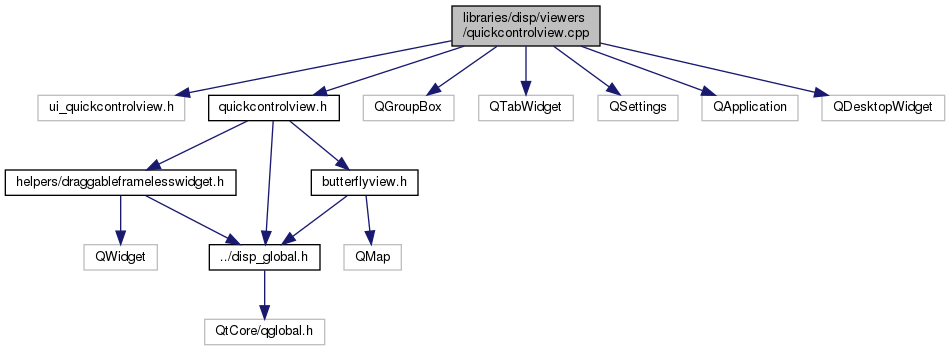 libraries/disp/viewers
/quickcontrolview.cpp
ui_quickcontrolview.h
quickcontrolview.h
QGroupBox
QTabWidget
QSettings
QApplication
QDesktopWidget
helpers/draggableframelesswidget.h
butterflyview.h
QWidget
../disp_global.h
QMap
QtCore/qglobal.h